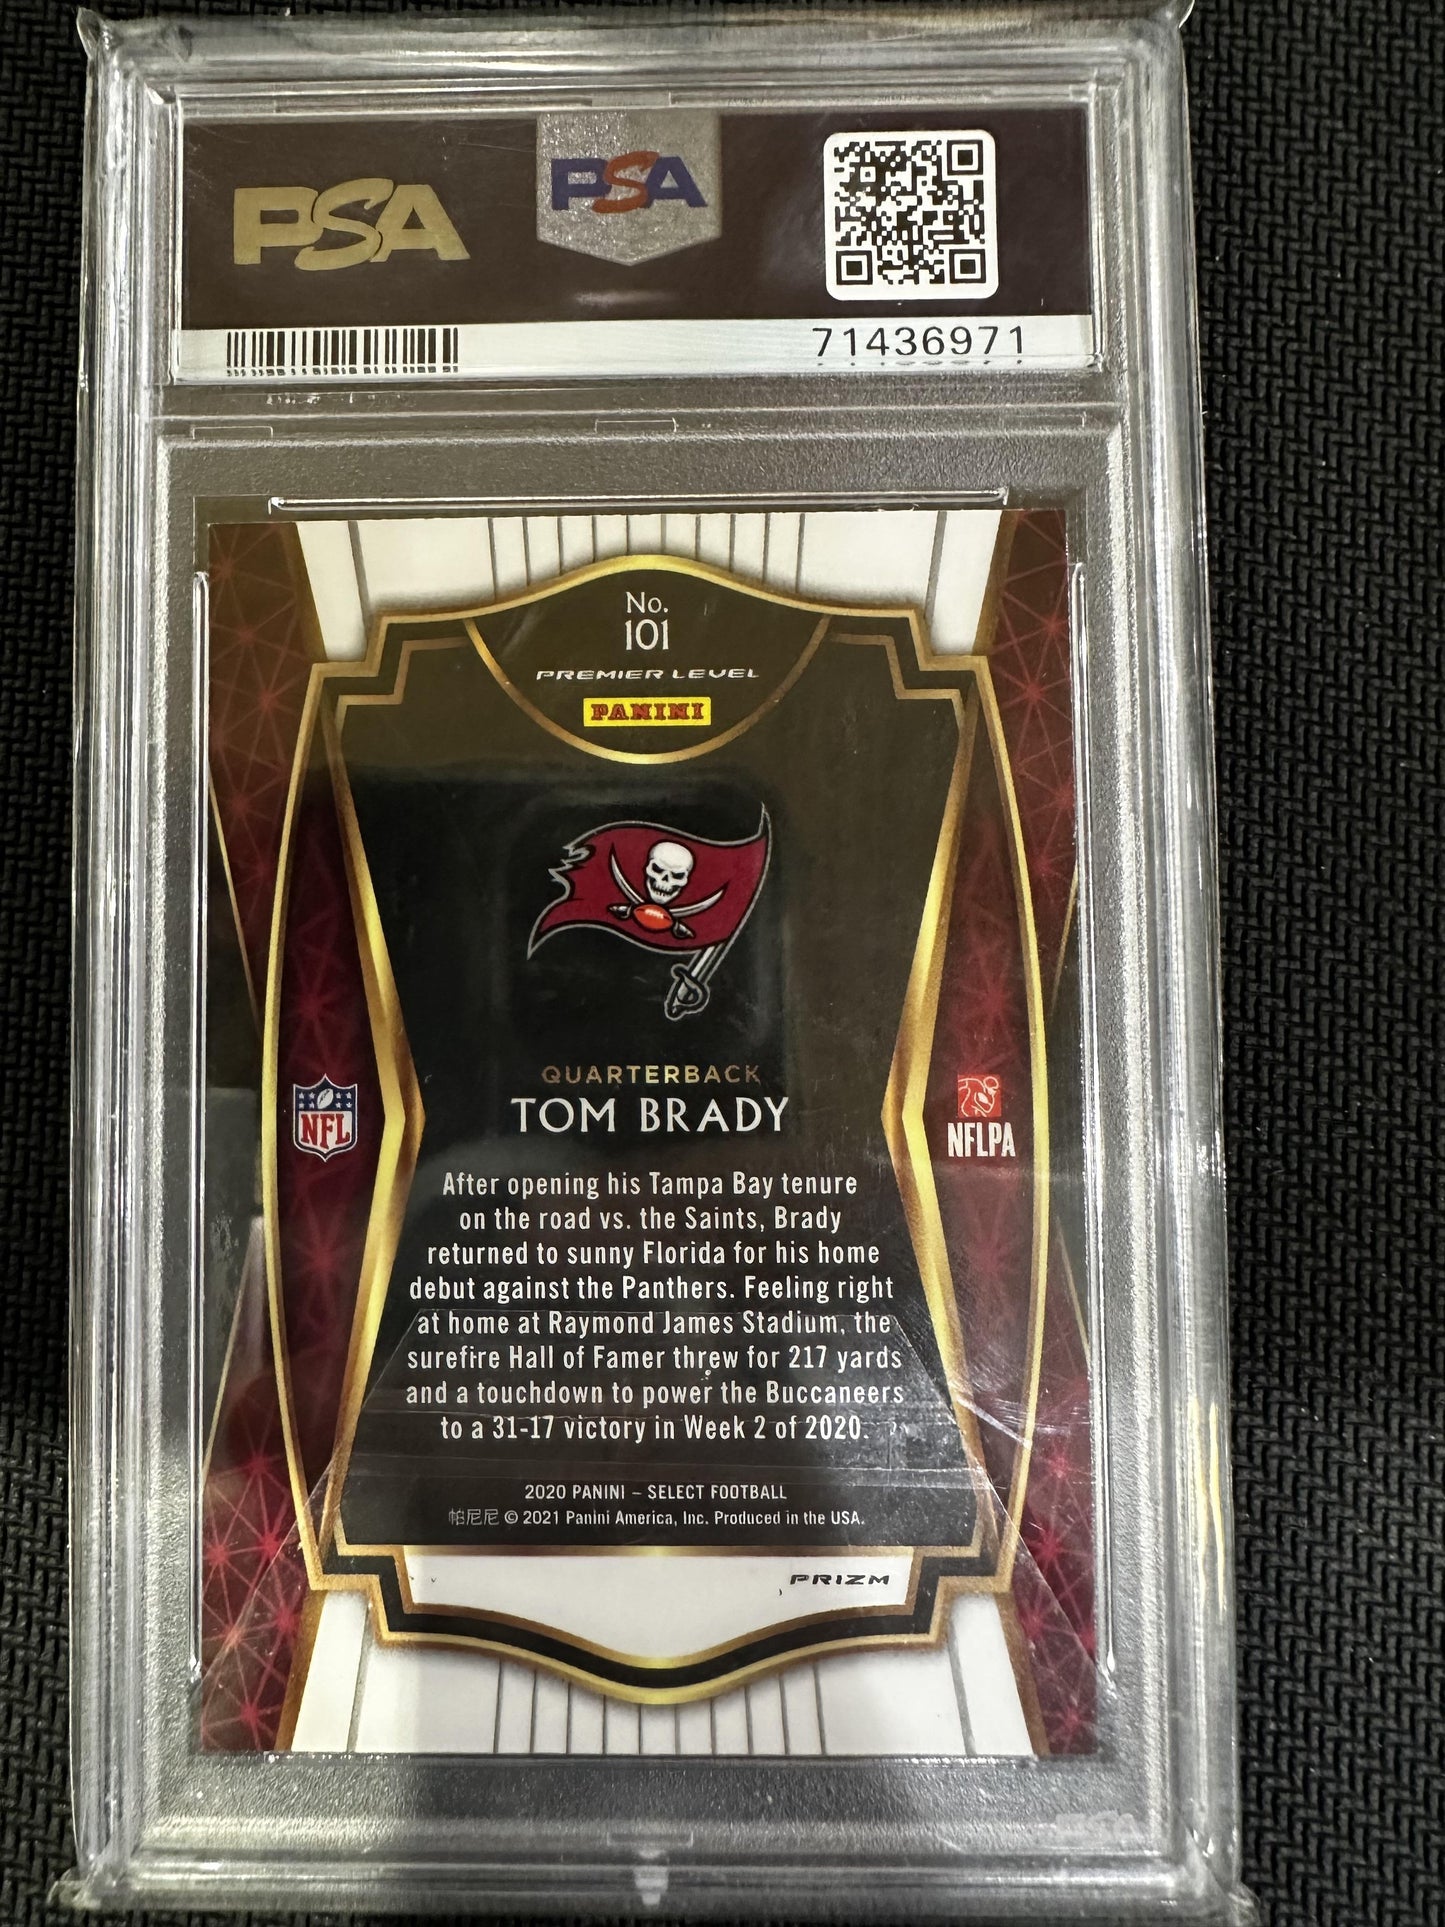 PSA
PSA
71436971
No.
101
PREMIER LEVEL
PANINI
QUARTERBACK
TOM BRADY
NFL
NFLPA
After opening his Tampa Bay tenure
on the road vs. the Saints, Brady
returned to sunny Florida for his home
debut against the Panthers. Feeling right
at home at Raymond James Stadium, the
surefire Hall of Famer threw for 217 yards
and a touchdown to power the Buccaneers
to a 31-17 victory in Week 2 of 2020.
2020 PANINI – SELECT FOOTBALL
帕尼尼 © 2021 Panini America, Inc. Produced in the USA.
PRIZM
PSA